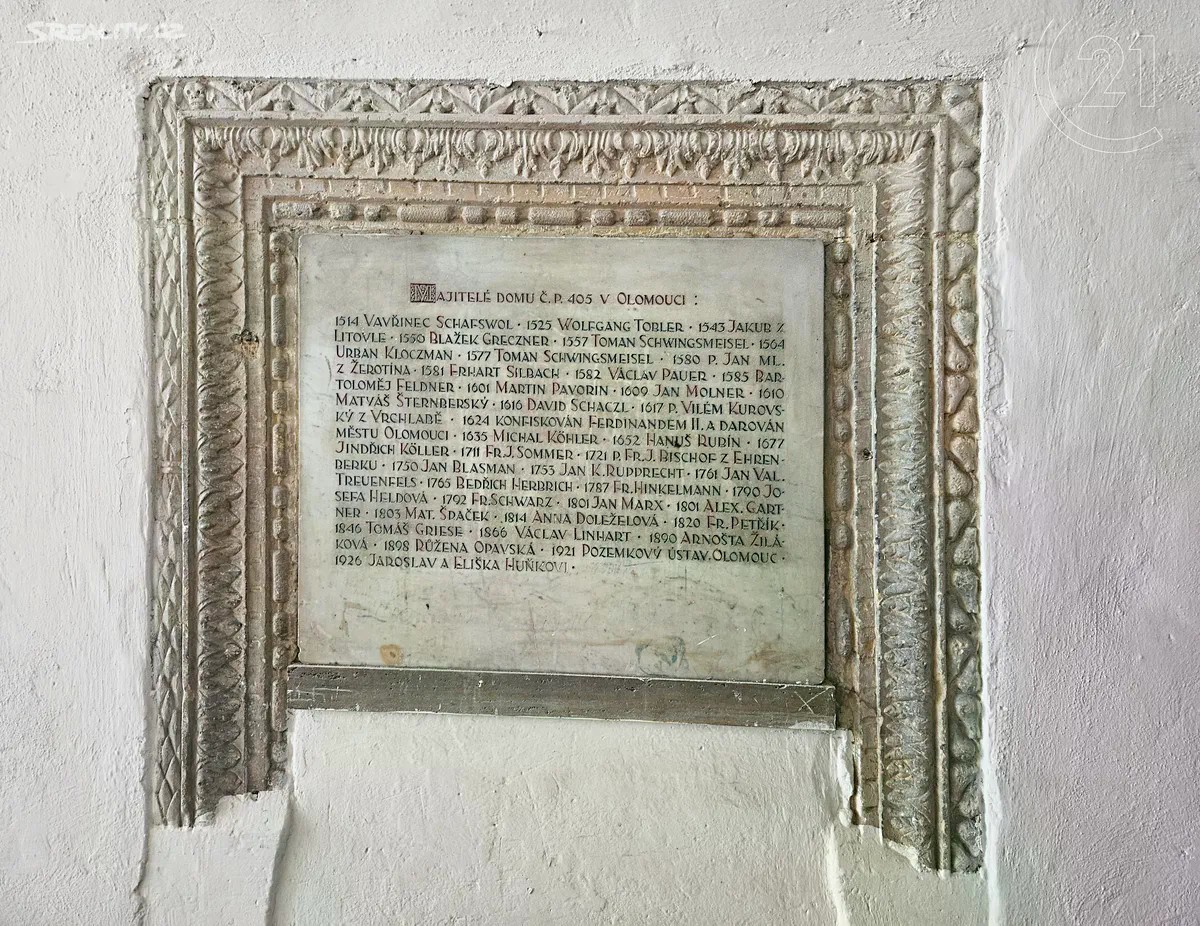 SREALITY.CZ
21
MAJITELÉ DOMU Č.P. 405 V OLOMOUCI :
1514 VAVŘINEC SCHAFSWOL · 1525 WOLFGANG TOBLER · 1543 JAKUB Z
LITOVLE · 1550 BLAŽEK GRECZNER · 1557 TOMAN SCHWINGSMEISEL · 1564
URBAN KLOCZMAN · 1577 TOMAN SCHWINGSMEISEL · 1580 P. JAN ML.
Z ŽEROTÍNA · 1581 ERHART SILBACH · 1582 VÁCLAV PAUER · 1585 BAR-
TOLOMĚJ FELDNER · 1601 MARTIN PAVORIN · 1609 JAN MOLNER · 1610
MATYÁŠ ŠTERNBERSKÝ · 1616 DAVID SCHACZL · 1617 P. VILÉM KUROVS-
KÝ Z VRCHLABĚ · 1624 KONFISKOVÁN FERDINANDEM II. A DAROVÁN
MĚSTU OLOMOUCI · 1635 MICHAL KÖHLER · 1652 HANUŠ RUBÍN · 1677
JINDŘICH KÖLLER · 1711 FR. J. SOMMER · 1721 P. FR. J. BISCHOF Z EHREN-
BERKU · 1750 JAN BLASMAN · 1753 JAN K. RUPPRECHT · 1761 JAN VAL.
TREUENFELS · 1765 BEDŘICH HERBRICH · 1787 FR. HINKELMANN · 1790 JO-
SEFA HELDOVÁ · 1792 FR. SCHWARZ · 1801 JAN MARX · 1801 ALEX. GART-
NER · 1803 MAT. ŠPAČEK · 1814 ANNA DOLEŽELOVÁ · 1820 FR. PETŘÍK ·
1846 TOMÁŠ GRIESE · 1866 VÁCLAV LINHART · 1890 ARNOŠTA ŽILÁ-
KOVÁ · 1898 RŮŽENA OPAVSKÁ · 1921 POZEMKOVÝ ÚSTAV. OLOMOUC ·
1926 JAROSLAV A ELIŠKA HUŇKOVI ·